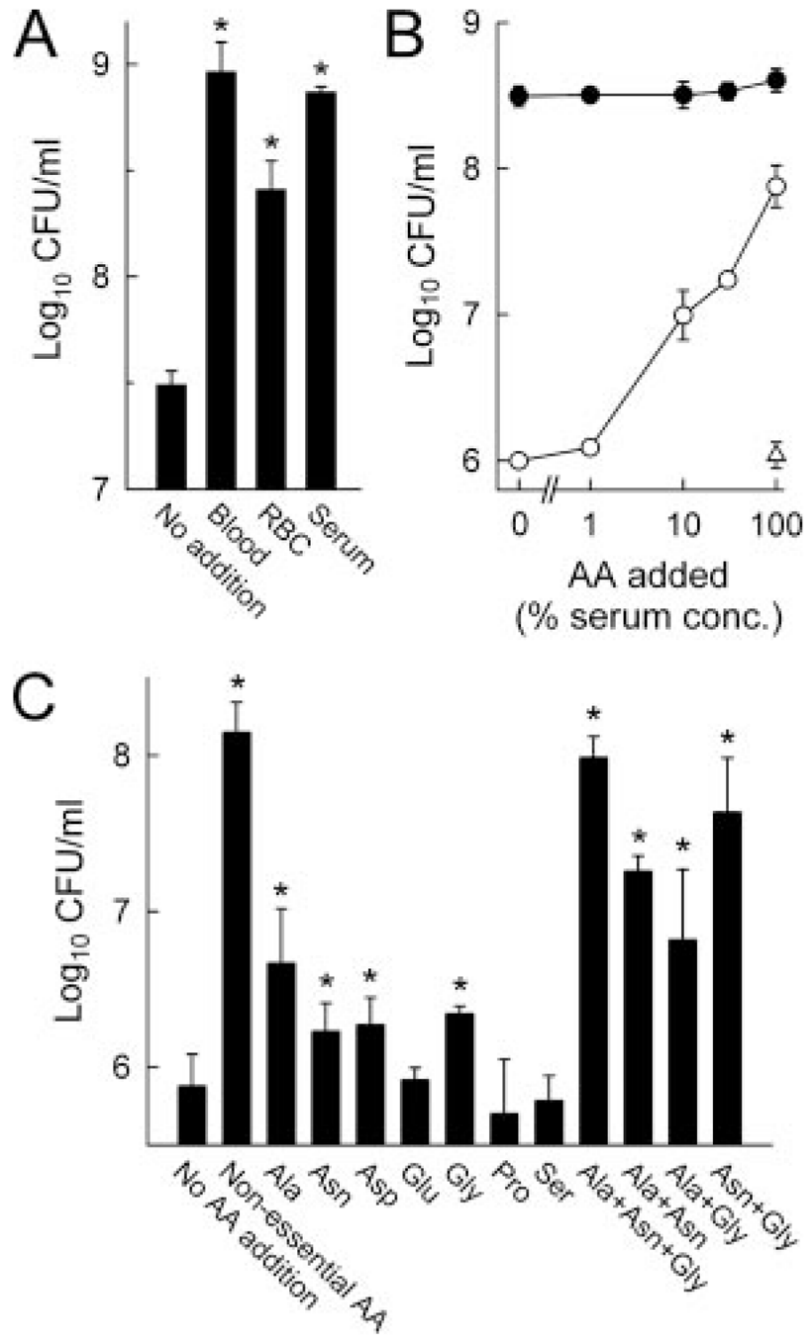 A
Log10 CFU/ml
9
8
7
* * *
No addition
Blood
RBC
Serum
B
Log10 CFU/ml
9
8
7
6
0 // 1 10 100
AA added
(% serum conc.)
C
Log10 CFU/ml
8
7
6
* * * * * * * * * *
No AA addition
Non-essential AA
Ala
Asn
Asp
Glu
Gly
Pro
Ser
Ala+Asn+Gly
Ala+Asn
Ala+Gly
Asn+Gly